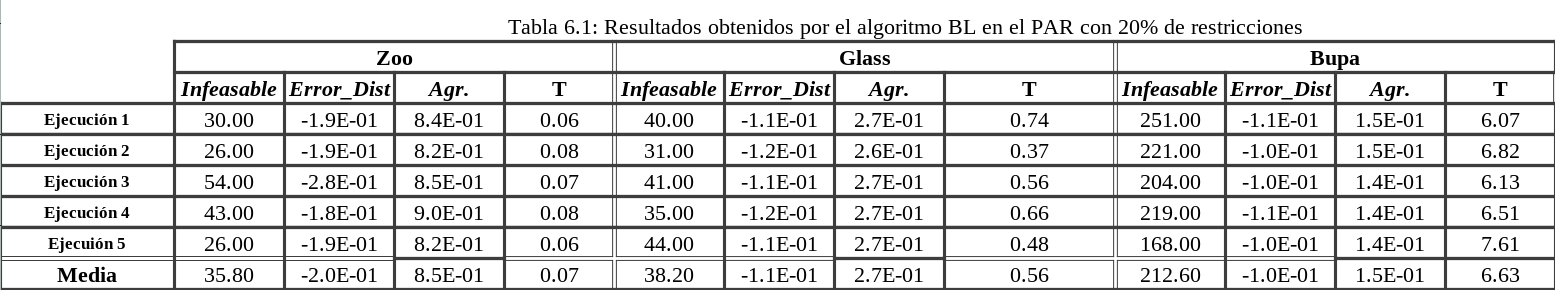 Tabla 6.1: Resultados obtenidos por el algoritmo BL en el PAR con 20% de restricciones
Zoo Glass Bupa
Infeasable Error_Dist Agr. T Infeasable Error_Dist Agr. T Infeasable Error_Dist Agr. T
Ejecución 1 30.00 -1.9E-01 8.4E-01 0.06 40.00 -1.1E-01 2.7E-01 0.74 251.00 -1.1E-01 1.5E-01 6.07
Ejecución 2 26.00 -1.9E-01 8.2E-01 0.08 31.00 -1.2E-01 2.6E-01 0.37 221.00 -1.0E-01 1.5E-01 6.82
Ejecución 3 54.00 -2.8E-01 8.5E-01 0.07 41.00 -1.1E-01 2.7E-01 0.56 204.00 -1.0E-01 1.4E-01 6.13
Ejecución 4 43.00 -1.8E-01 9.0E-01 0.08 35.00 -1.2E-01 2.7E-01 0.66 219.00 -1.1E-01 1.4E-01 6.51
Ejecuión 5 26.00 -1.9E-01 8.2E-01 0.06 44.00 -1.1E-01 2.7E-01 0.48 168.00 -1.0E-01 1.4E-01 7.61
Media 35.80 -2.0E-01 8.5E-01 0.07 38.20 -1.1E-01 2.7E-01 0.56 212.60 -1.0E-01 1.5E-01 6.63